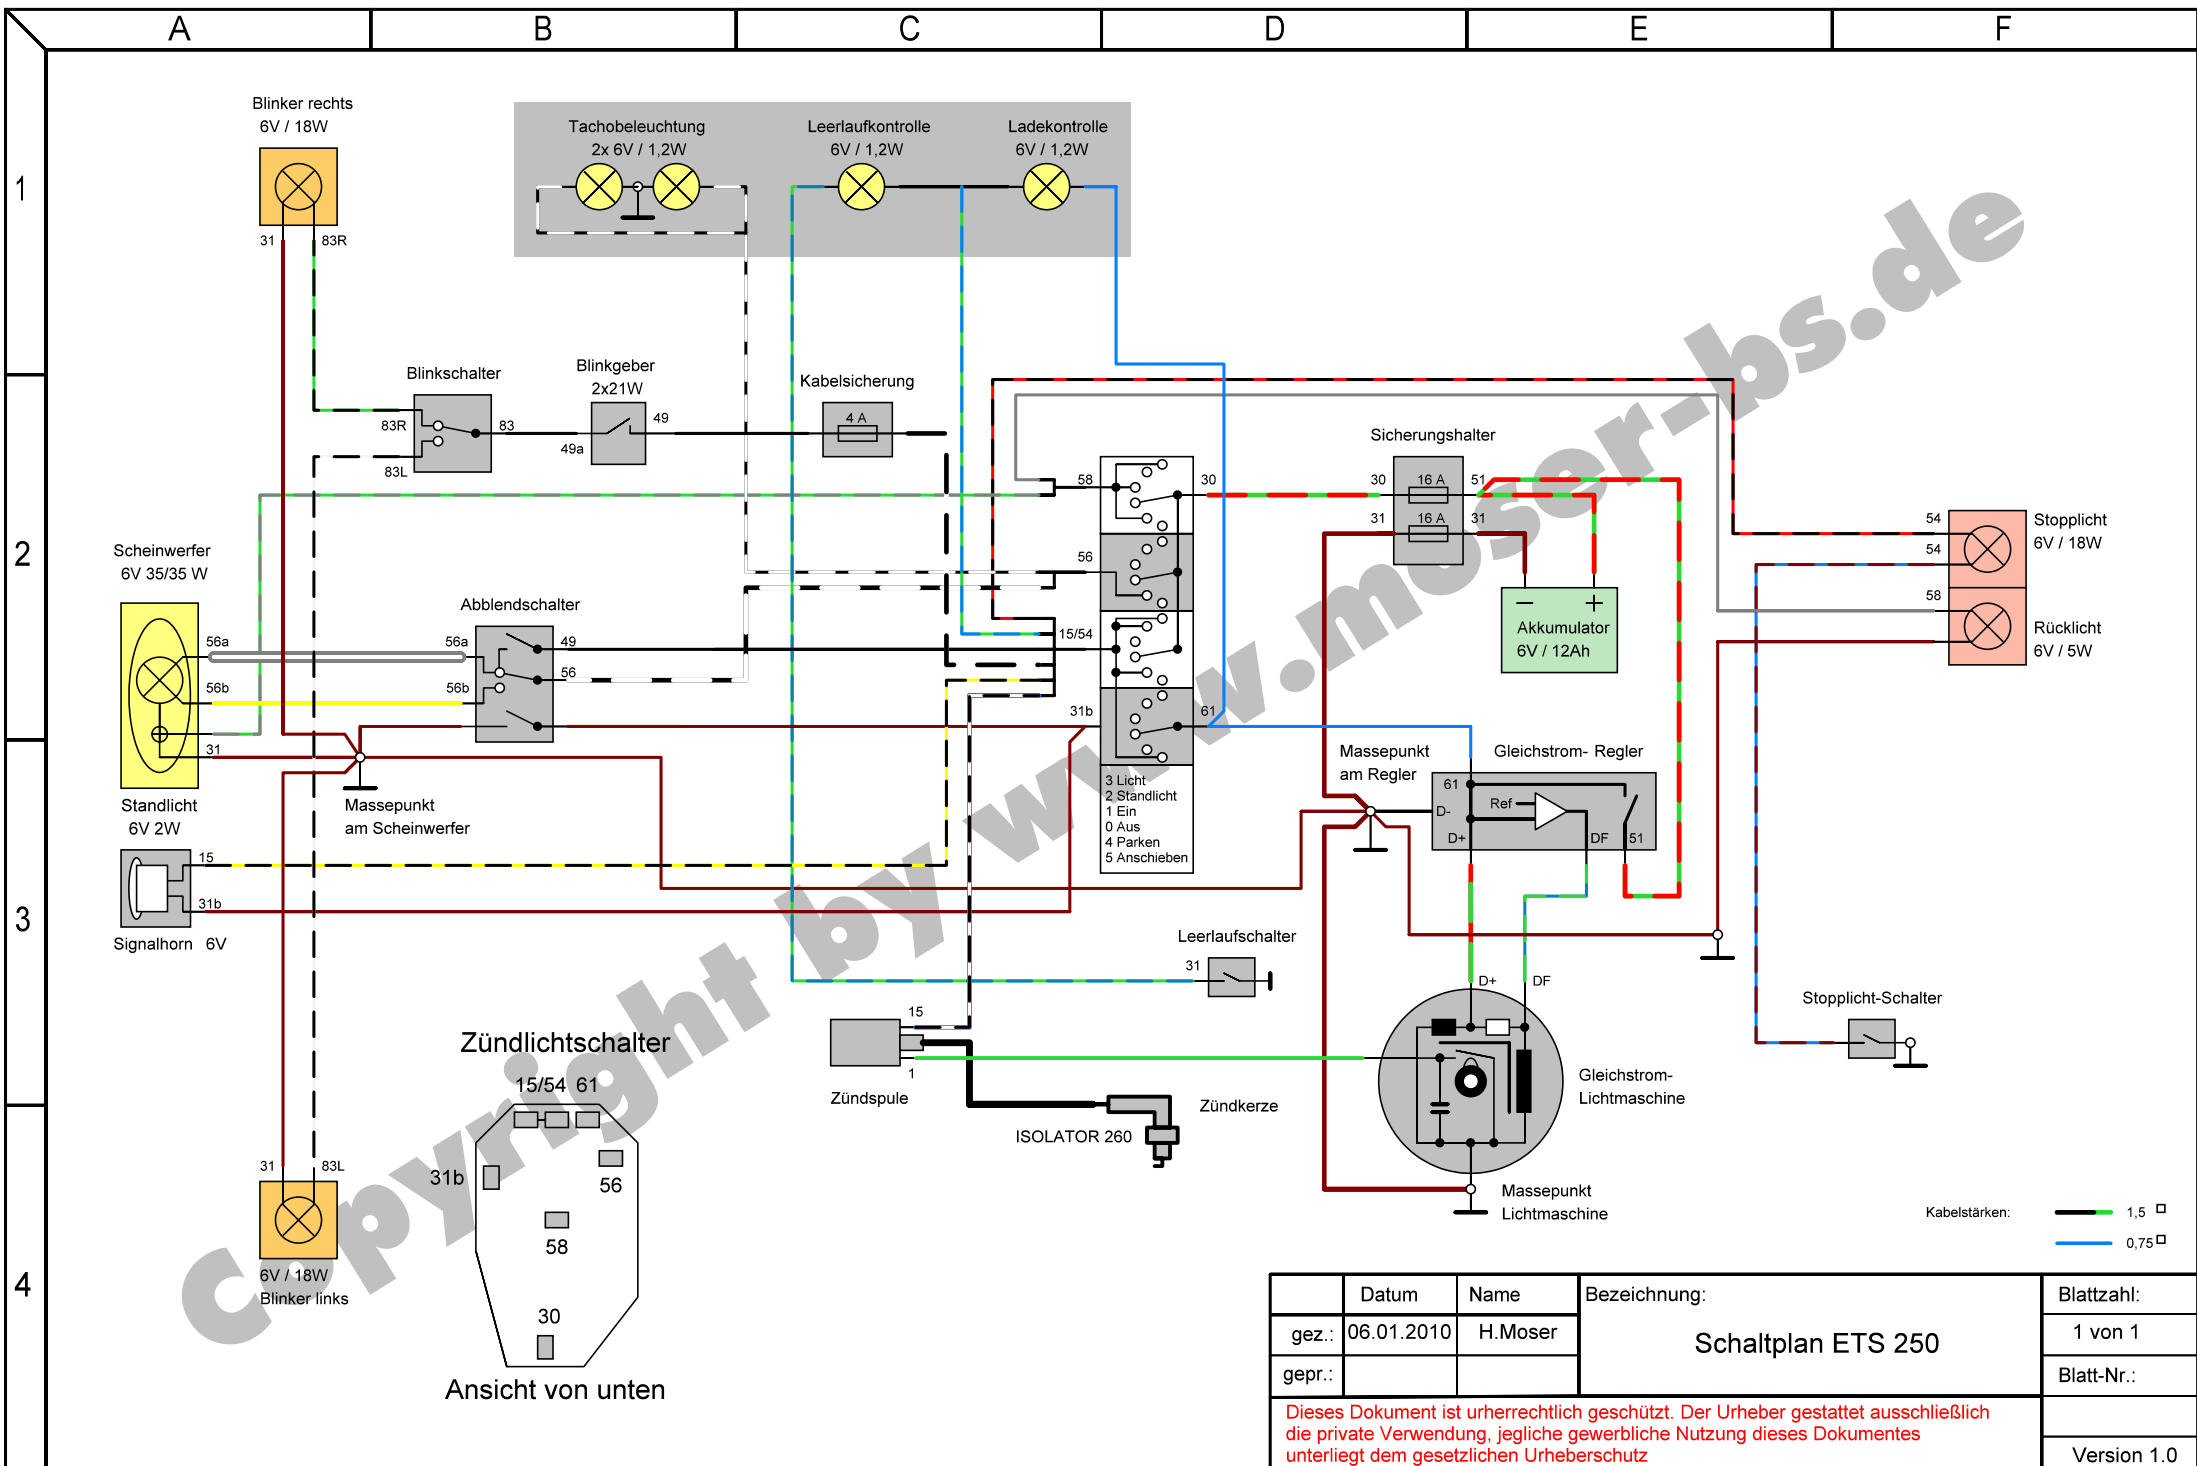 A B C D E F
1
2
3
4
Blinker rechts
6V / 18W
31
83R
Tachobeleuchtung
2x 6V / 1,2W
Leerlaufkontrolle
6V / 1,2W
Ladekontrolle
6V / 1,2W
Blinkschalter
83R
83L
83
Blinkgeber
2x21W
49
49a
Kabelsicherung
4 A
Sicherungshalter
30
16 A
51
31
16 A
31
58
30
56
15/54
31b
61
3 Licht
2 Standlicht
1 Ein
0 Aus
4 Parken
5 Anschieben
Akkumulator
6V / 12Ah
54
54
58
Stopplicht
6V / 18W
Rücklicht
6V / 5W
Scheinwerfer
6V 35/35 W
56a
56b
31
Standlicht
6V 2W
Abblendschalter
56a
56b
49
56
Massepunkt
am Scheinwerfer
15
31b
Signalhorn 6V
Massepunkt
am Regler
Gleichstrom- Regler
61
D-
D+
Ref
DF
51
Leerlaufschalter
31
Stopplicht-Schalter
D+
DF
Gleichstrom-
Lichtmaschine
Massepunkt
Lichtmaschine
15
1
Zündspule
Zündkerze
ISOLATOR 260
Zündlichtschalter
15/54 61
31b
56
58
30
Ansicht von unten
31
83L
6V / 18W
Blinker links
Kabelstärken:
1,5
0,75
Copyright by www.moser-bs.de
Datum
Name
Bezeichnung:
Blattzahl:
gez.:
06.01.2010
H.Moser
Schaltplan ETS 250
1 von 1
gepr.:
Blatt-Nr.:
Dieses Dokument ist urherrechtlich geschützt. Der Urheber gestattet ausschließlich
die private Verwendung, jegliche gewerbliche Nutzung dieses Dokumentes
unterliegt dem gesetzlichen Urheberschutz
Version 1.0